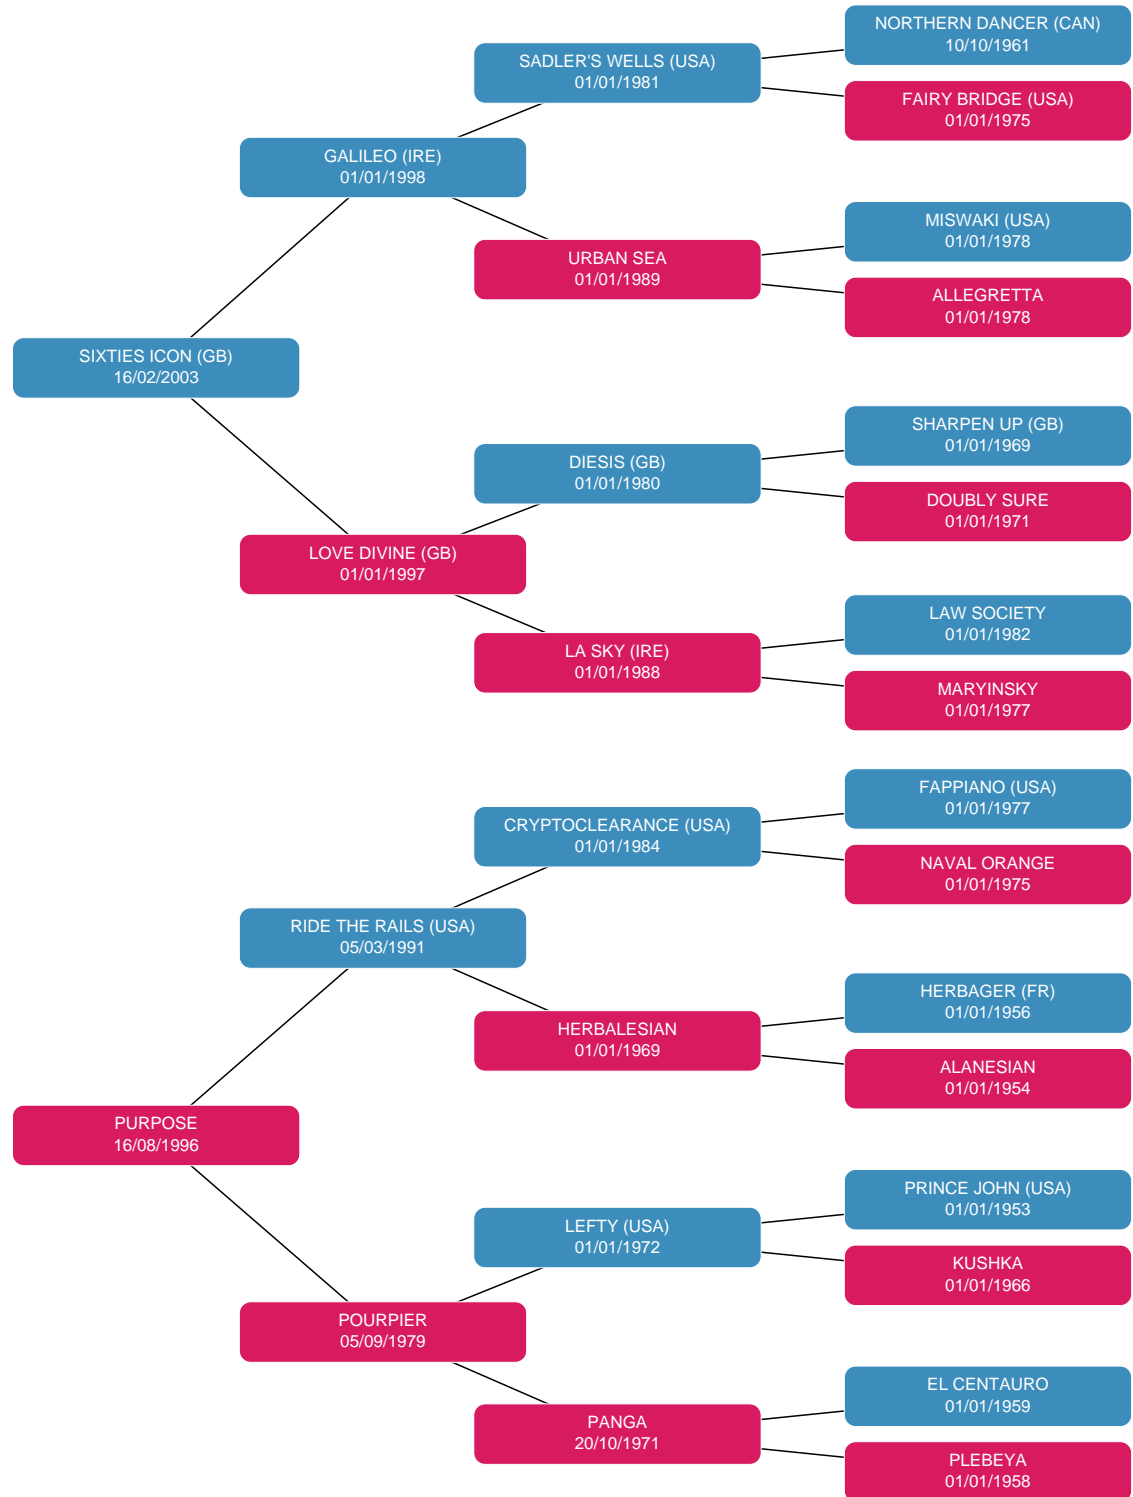 NORTHERN DANCER (CAN)
10/10/1961
SADLER'S WELLS (USA)
01/01/1981
FAIRY BRIDGE (USA)
01/01/1975
GALILEO (IRE)
01/01/1998
MISWAKI (USA)
01/01/1978
URBAN SEA
01/01/1989
ALLEGRETTA
01/01/1978
SIXTIES ICON (GB)
16/02/2003
SHARPEN UP (GB)
01/01/1969
DIESIS (GB)
01/01/1980
DOUBLY SURE
01/01/1971
LOVE DIVINE (GB)
01/01/1997
LAW SOCIETY
01/01/1982
LA SKY (IRE)
01/01/1988
MARYINSKY
01/01/1977
FAPPIANO (USA)
01/01/1977
CRYPTOCLEARANCE (USA)
01/01/1984
NAVAL ORANGE
01/01/1975
RIDE THE RAILS (USA)
05/03/1991
HERBAGER (FR)
01/01/1956
HERBALESIAN
01/01/1969
ALANESIAN
01/01/1954
PURPOSE
16/08/1996
PRINCE JOHN (USA)
01/01/1953
LEFTY (USA)
01/01/1972
KUSHKA
01/01/1966
POURPIER
05/09/1979
EL CENTAURO
01/01/1959
PANGA
20/10/1971
PLEBEYA
01/01/1958